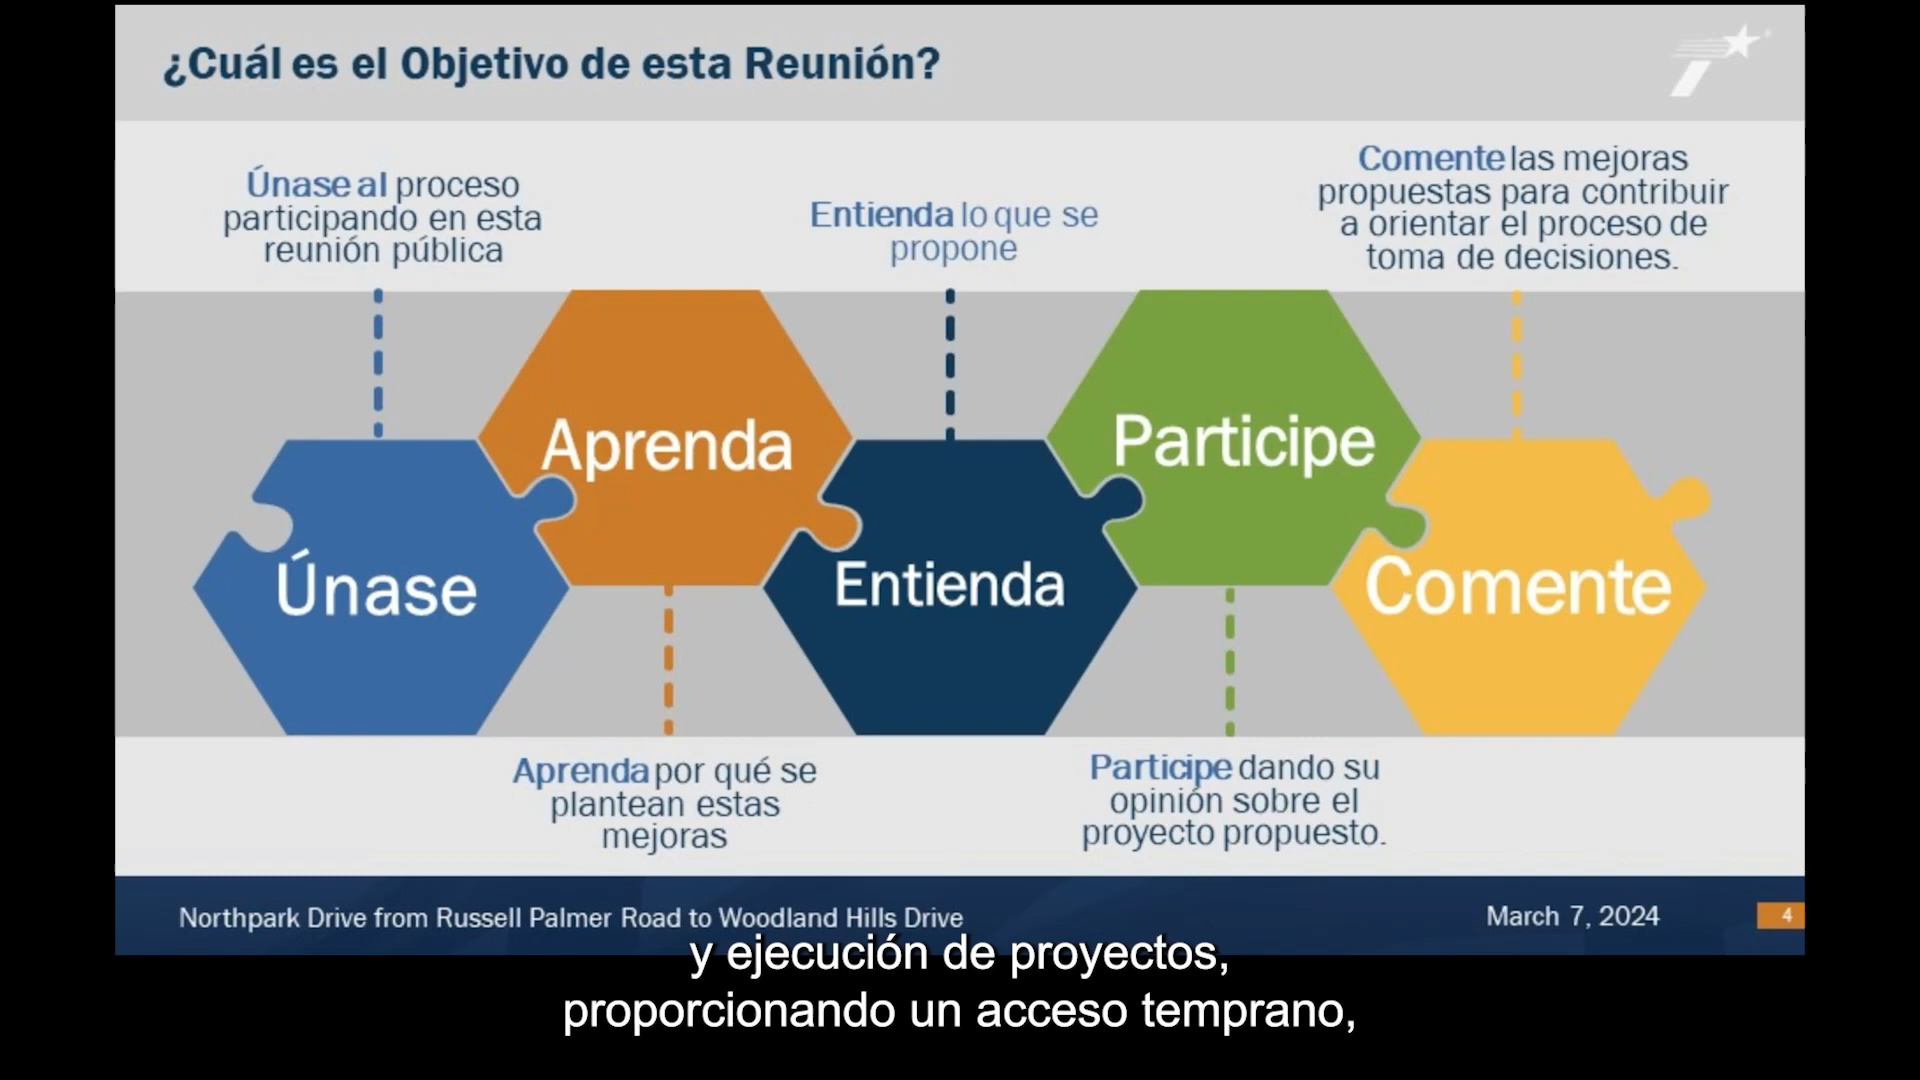 ¿Cuál es el Objetivo de esta Reunión?
Únase al proceso
participando en esta
reunión pública
Entienda lo que se
propone
Comente las mejoras
propuestas para contribuir
a orientar el proceso de
toma de decisiones.
Únase
Aprenda
Entienda
Participe
Comente
Aprenda por qué se
plantean estas
mejoras
Participe dando su
opinión sobre el
proyecto propuesto.
Northpark Drive from Russell Palmer Road to Woodland Hills Drive
March 7, 2024
4
y ejecución de proyectos,
proporcionando un acceso temprano,